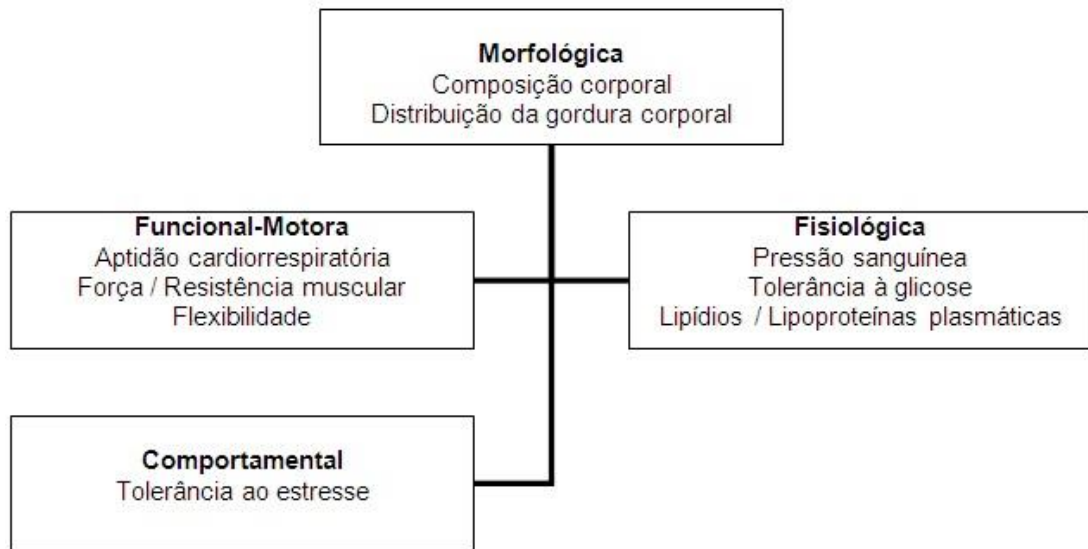 Morfológica
Composição corporal
Distribuição da gordura corporal
Funcional-Motora
Aptidão cardiorrespiratória
Força / Resistência muscular
Flexibilidade
Fisiológica
Pressão sanguínea
Tolerância à glicose
Lipídios / Lipoproteínas plasmáticas
Comportamental
Tolerância ao estresse